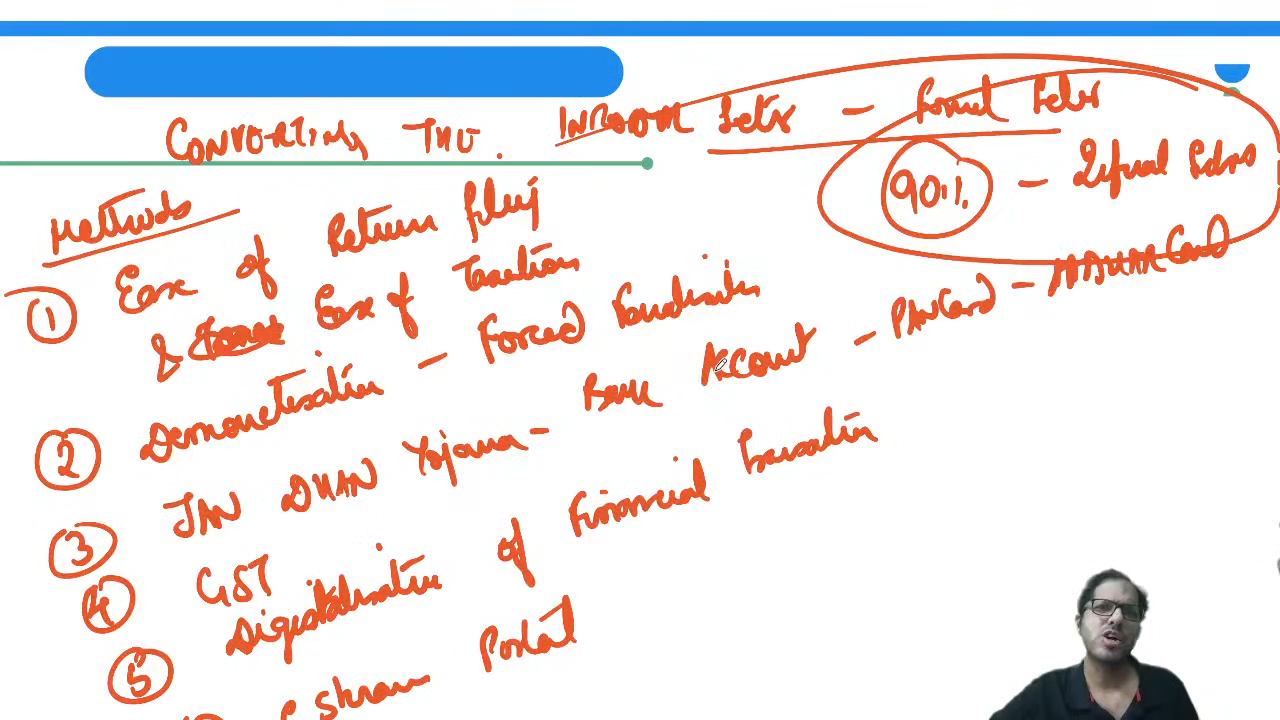 CONVERTING THE INFORMAL Sector - Formal Sector
90% - Informal Sector
Methods
1 Ease of Return filing
& Ease of Taxation
2 Demonetisation - Forced Formalisation
3 JAN DHAN Yojana - Bank Account - PAN Card - AADHAR Card
4 GST
5 Digitalisation of Financial Transaction
E Shram Portal